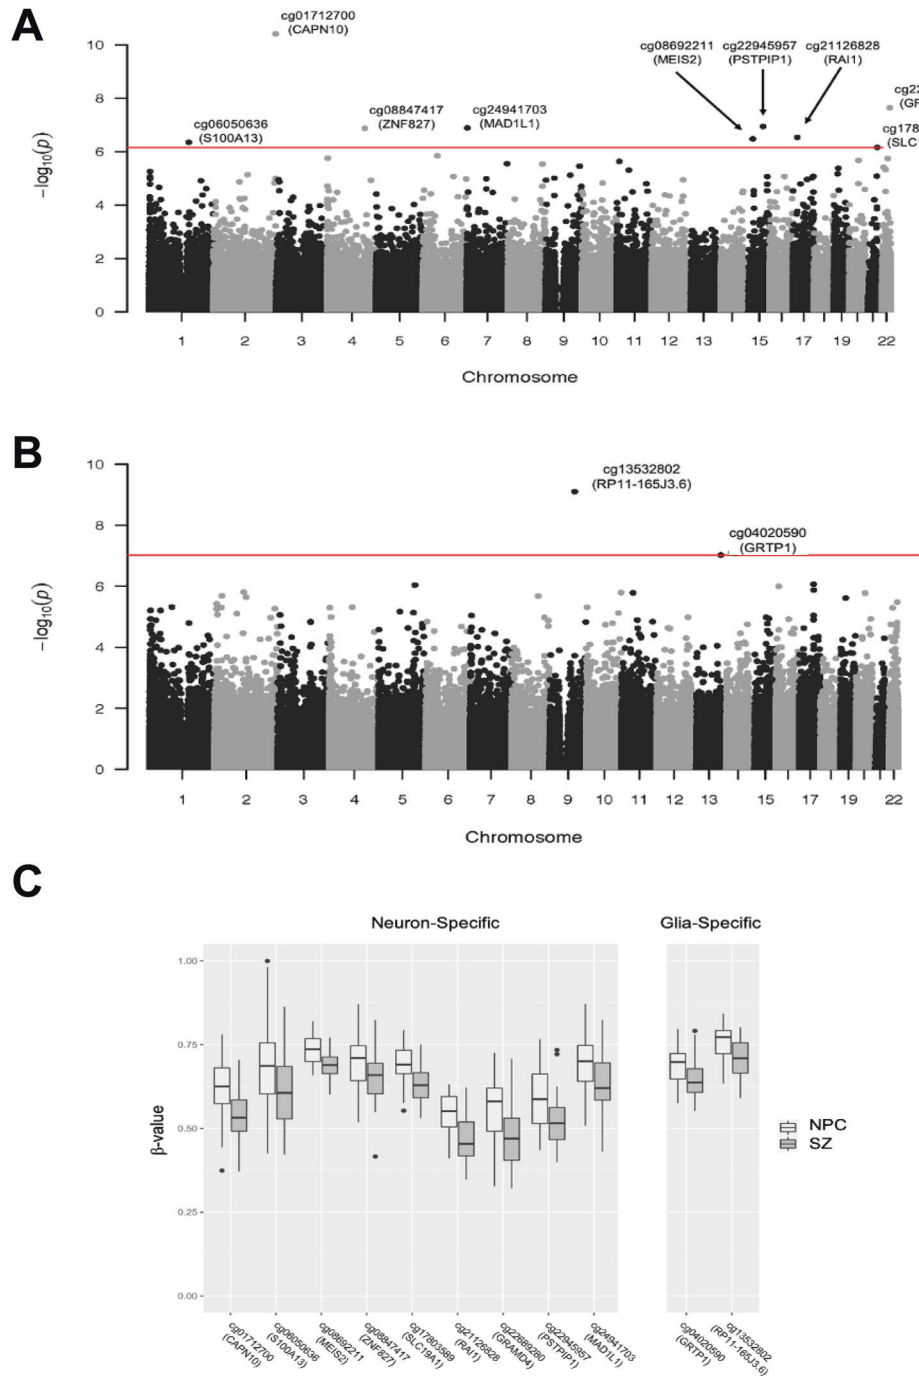 A
cg01712700
(CAPN10)
cg08692211
(MEIS2)
cg22945957
(PSTPIP1)
cg21126828
(RAI1)
cg22
(GR
cg06050636
(S100A13)
cg08847417
(ZNF827)
cg24941703
(MAD1L1)
cg178
(SLC1
−log10(p)
10
8
6
4
2
0
1 2 3 4 5 6 7 8 9 10 11 12 13 15 17 19 22
Chromosome
B
cg13532802
(RP11-165J3.6)
cg04020590
(GRTP1)
−log10(p)
10
8
6
4
2
0
1 2 3 4 5 6 7 8 9 10 11 12 13 15 17 19 22
Chromosome
C
Neuron-Specific
Glia-Specific
β-value
1.00
0.75
0.50
0.25
0.00
NPC
SZ
cg01712700
(CAPN10)
cg06050636
(S100A13)
cg08692211
(MEIS2)
cg08847417
(ZNF827)
cg17803589
(SLC19A1)
cg21126828
(RAI1)
cg22689280
(GRAMD4)
cg22945957
(PSTPIP1)
cg24941703
(MAD1L1)
cg04020590
(GRTP1)
cg13532802
(RP11-165J3.6)